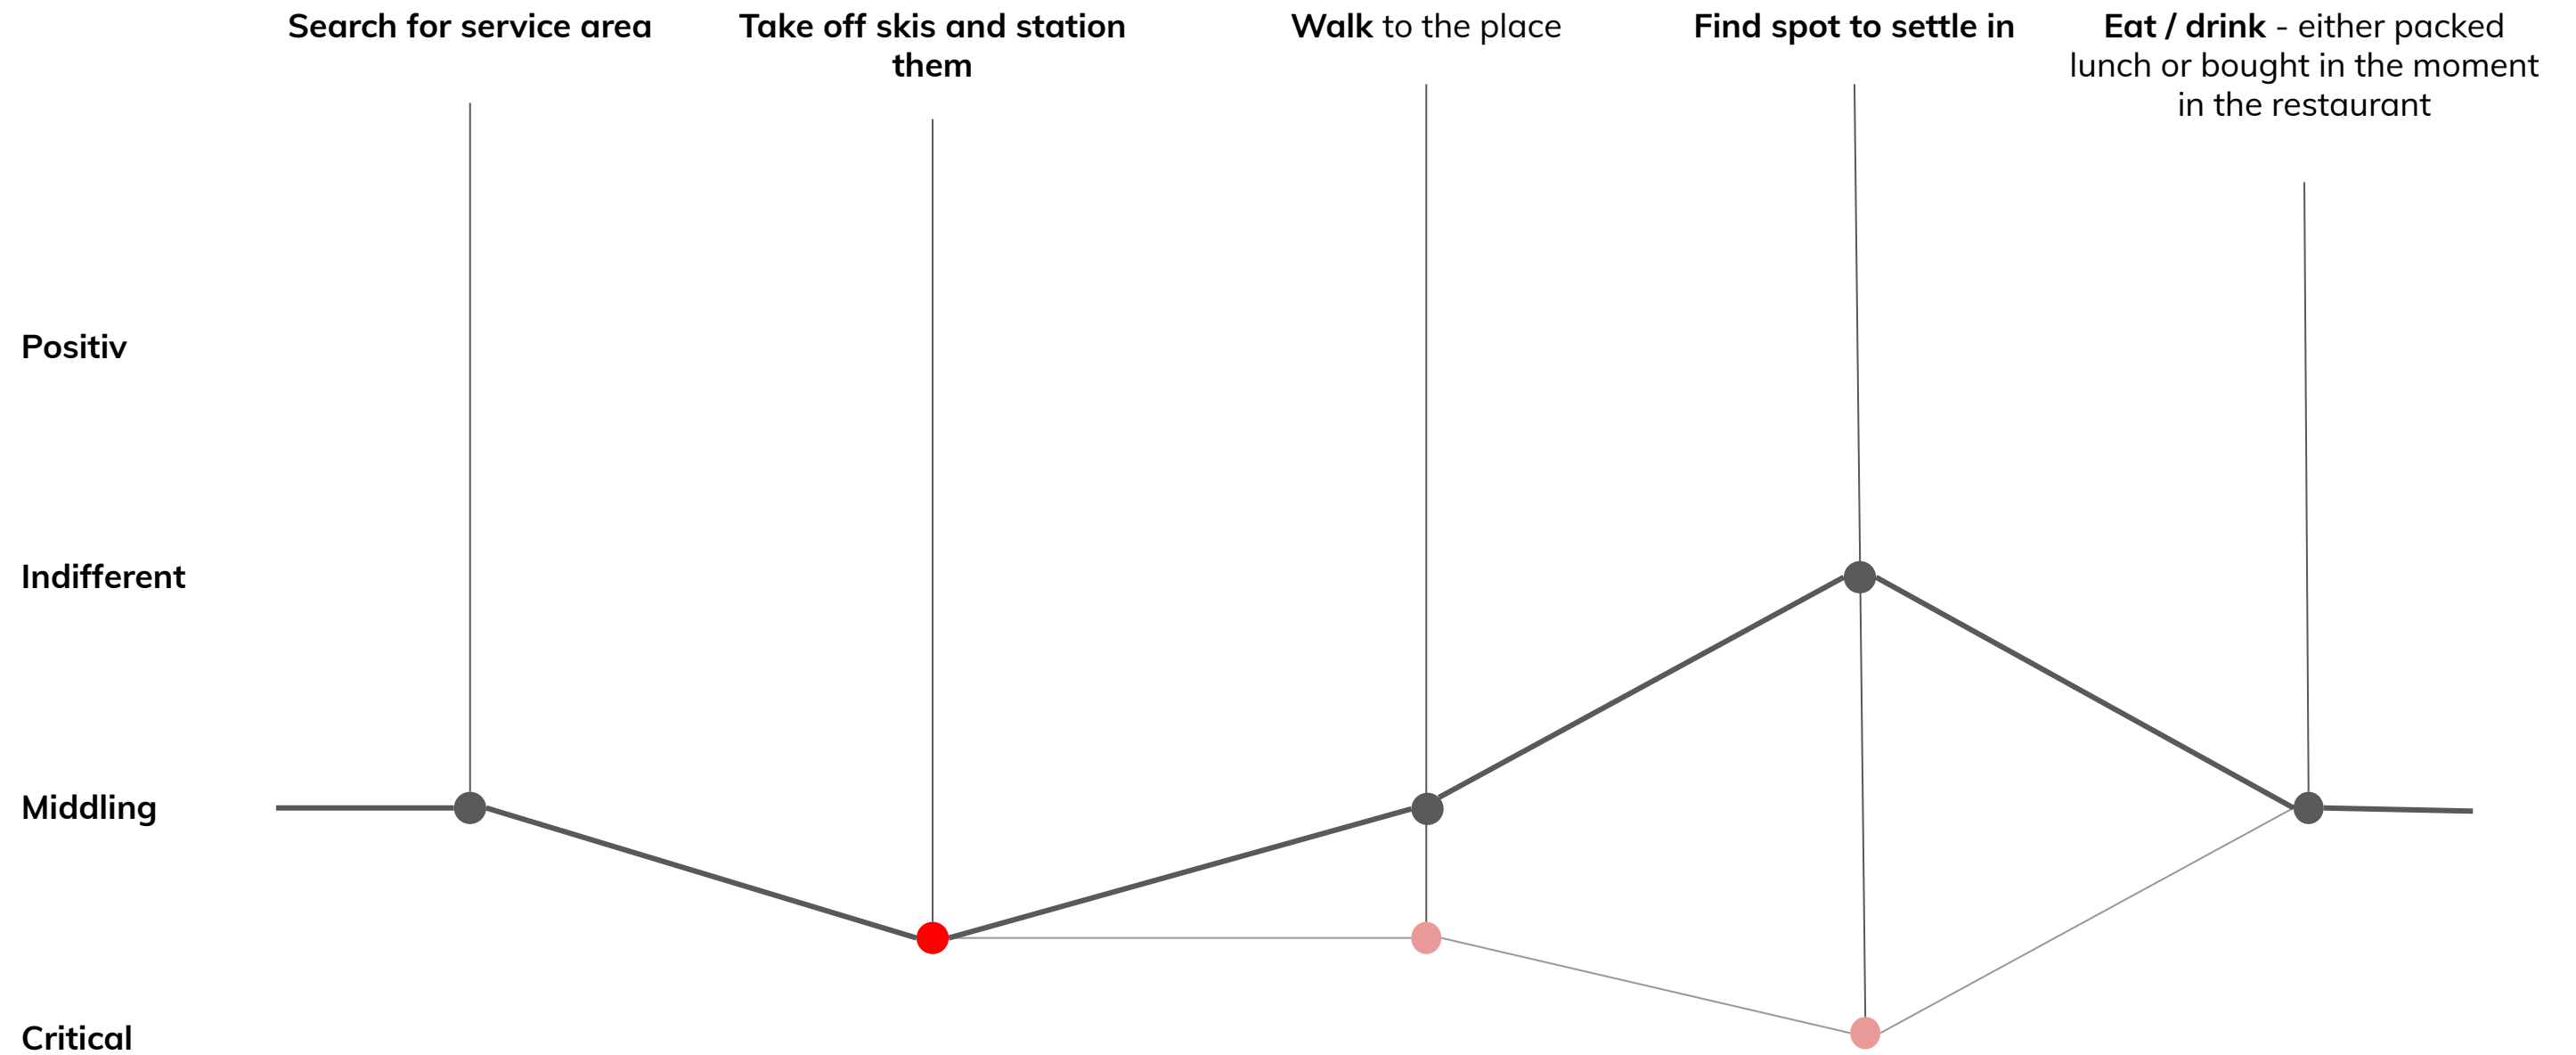 Search for service area
Take off skis and station
them
Walk to the place
Find spot to settle in
Eat / drink - either packed
lunch or bought in the moment
in the restaurant
Positiv
Indifferent
Middling
Critical